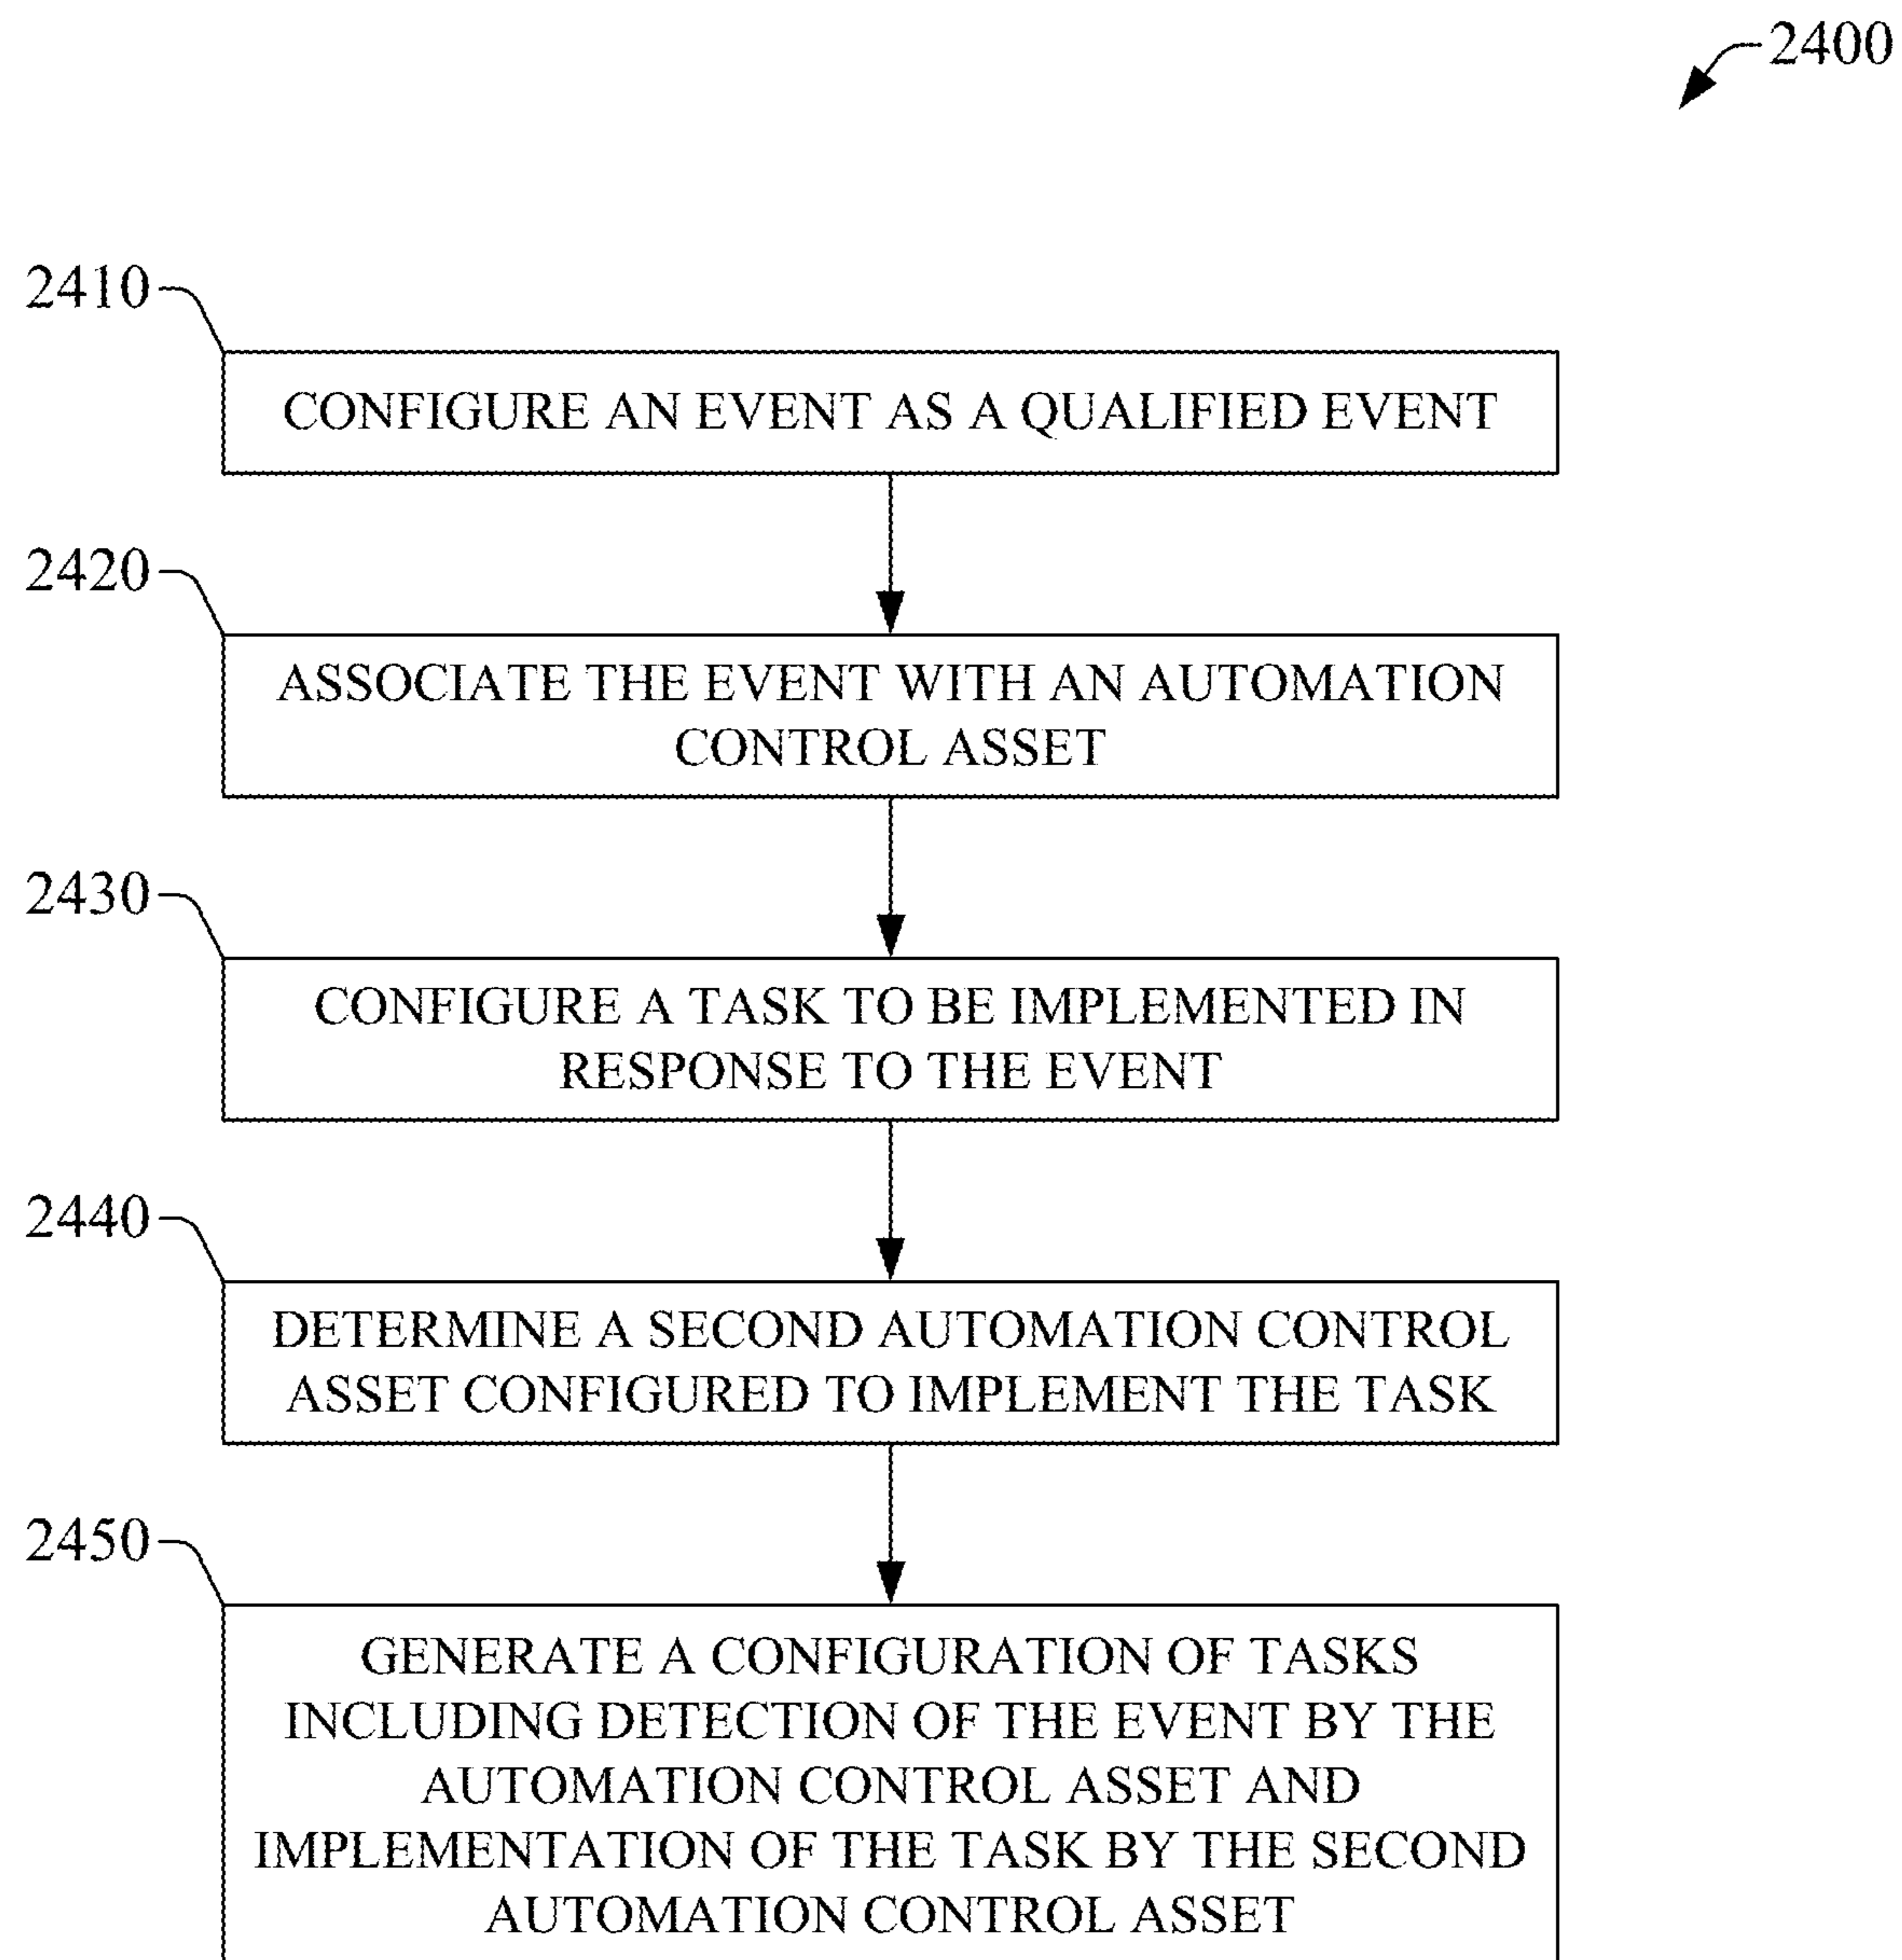 2400
2410
CONFIGURE AN EVENT AS A QUALIFIED EVENT
2420
ASSOCIATE THE EVENT WITH AN AUTOMATION
CONTROL ASSET
2430
CONFIGURE A TASK TO BE IMPLEMENTED IN
RESPONSE TO THE EVENT
2440
DETERMINE A SECOND AUTOMATION CONTROL
ASSET CONFIGURED TO IMPLEMENT THE TASK
2450
GENERATE A CONFIGURATION OF TASKS
INCLUDING DETECTION OF THE EVENT BY THE
AUTOMATION CONTROL ASSET AND
IMPLEMENTATION OF THE TASK BY THE SECOND
AUTOMATION CONTROL ASSET